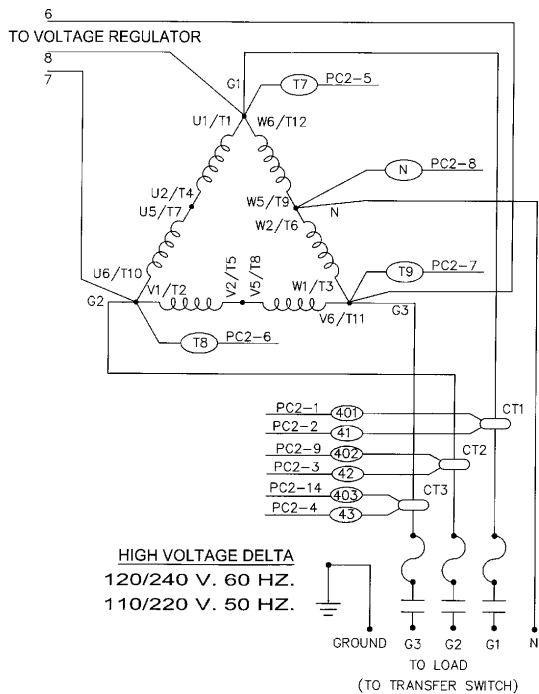 6
TO VOLTAGE REGULATOR
8
7
G1
T7
PC2-5
U1/T1
W6/T12
N
PC2-8
U2/T4
U5/T7
W5/T9
W2/T6
N
T9
PC2-7
U6/T10
V2/T5
V5/T8
G2
V1/T2
W1/T3
V6/T11
G3
T8
PC2-6
PC2-1
401
CT1
PC2-2
41
PC2-9
402
CT2
PC2-3
42
PC2-14
403
CT3
PC2-4
43
HIGH VOLTAGE DELTA
120/240 V. 60 HZ.
110/220 V. 50 HZ.
GROUND
G3
G2
G1
N
TO LOAD
(TO TRANSFER SWITCH)